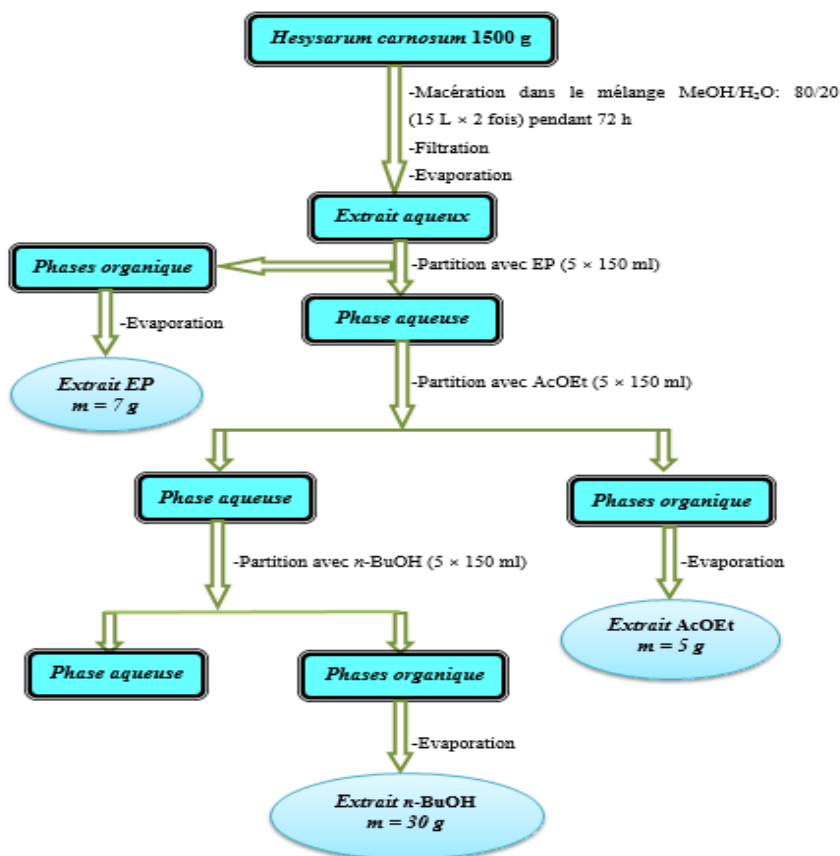 Hesysarum carnosum 1500 g
-Macération dans le mélange MeOH/H₂O: 80/20
(15 L × 2 fois) pendant 72 h
-Filtration
-Evaporation
Extrait aqueux
-Partition avec EP (5 × 150 ml)
Phases organique
-Evaporation
Extrait EP
m = 7 g
Phase aqueuse
-Partition avec AcOEt (5 × 150 ml)
Phase aqueuse
Phases organique
-Partition avec n-BuOH (5 × 150 ml)
-Evaporation
Extrait AcOEt
m = 5 g
Phase aqueuse
Phases organique
-Evaporation
Extrait n-BuOH
m = 30 g